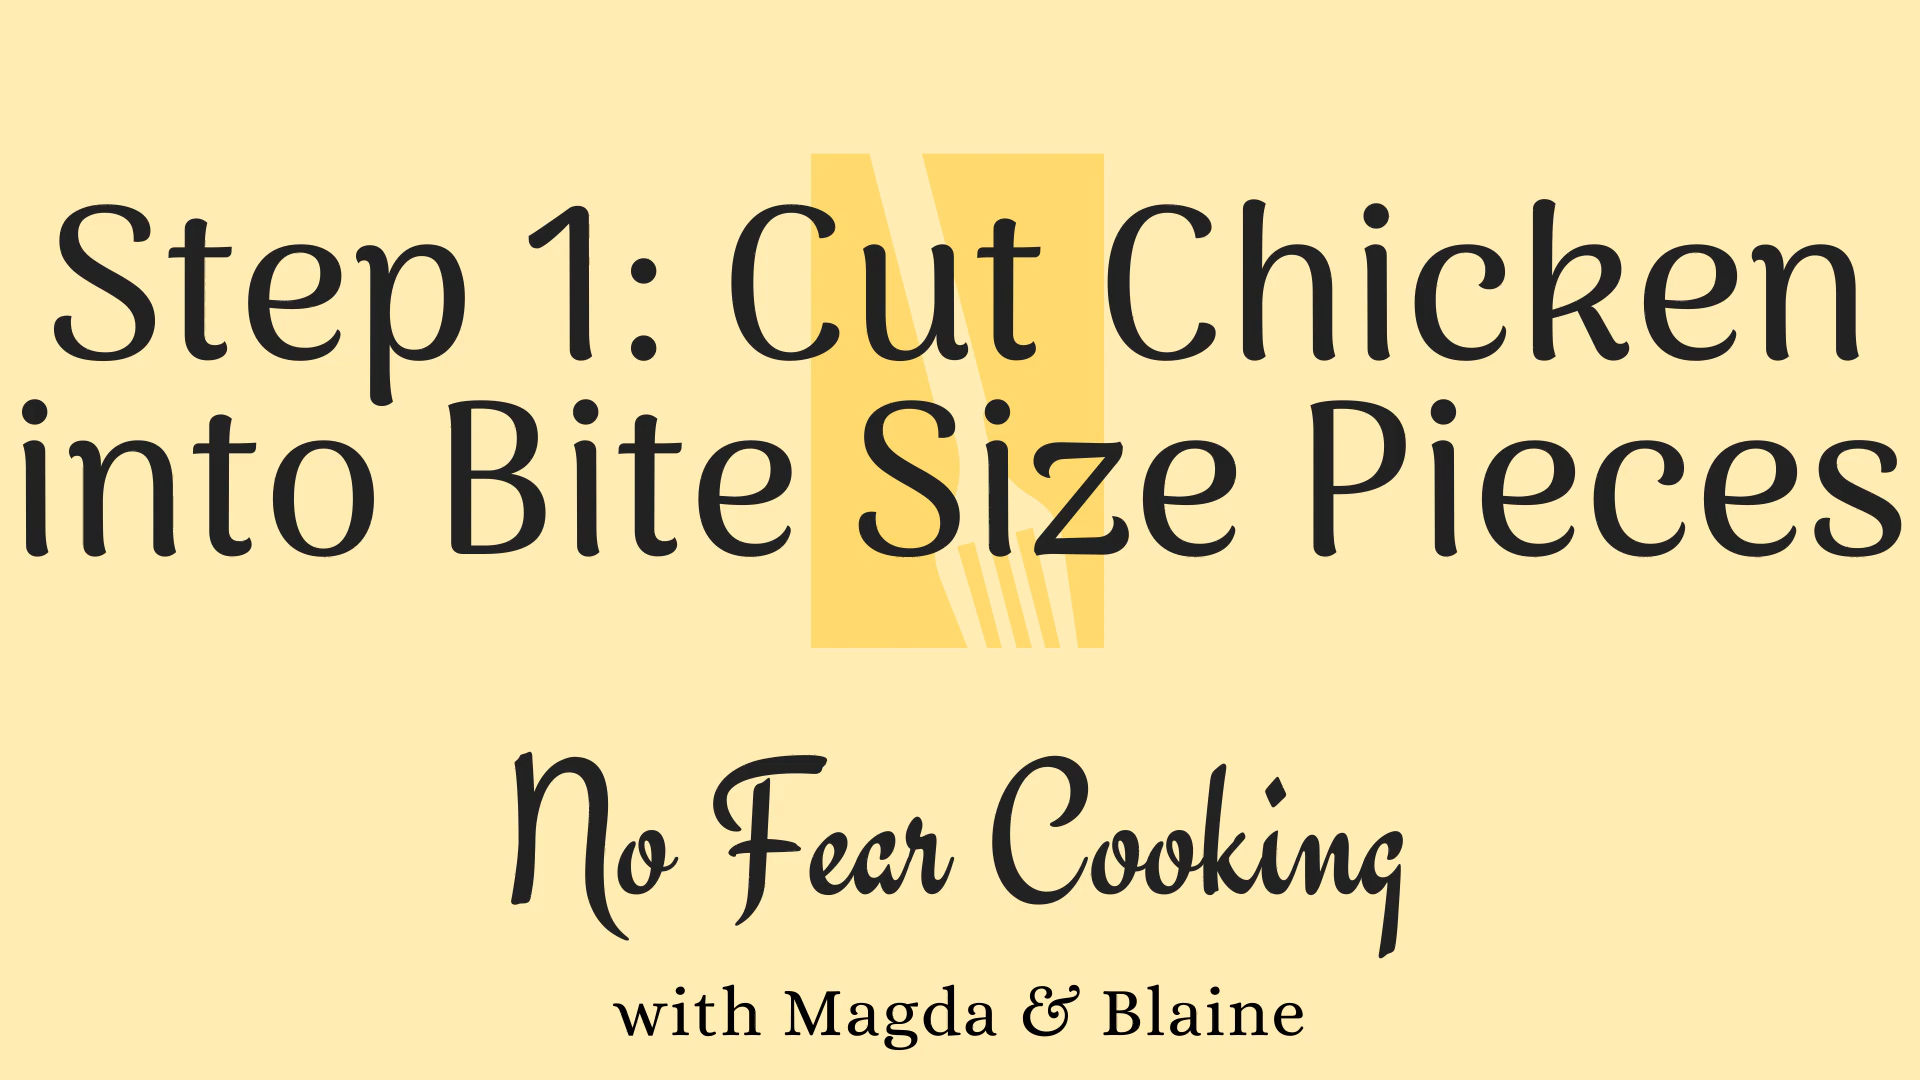 Step 1: Cut Chicken
into Bite Size Pieces
No Fear Cooking
with Magda & Blaine